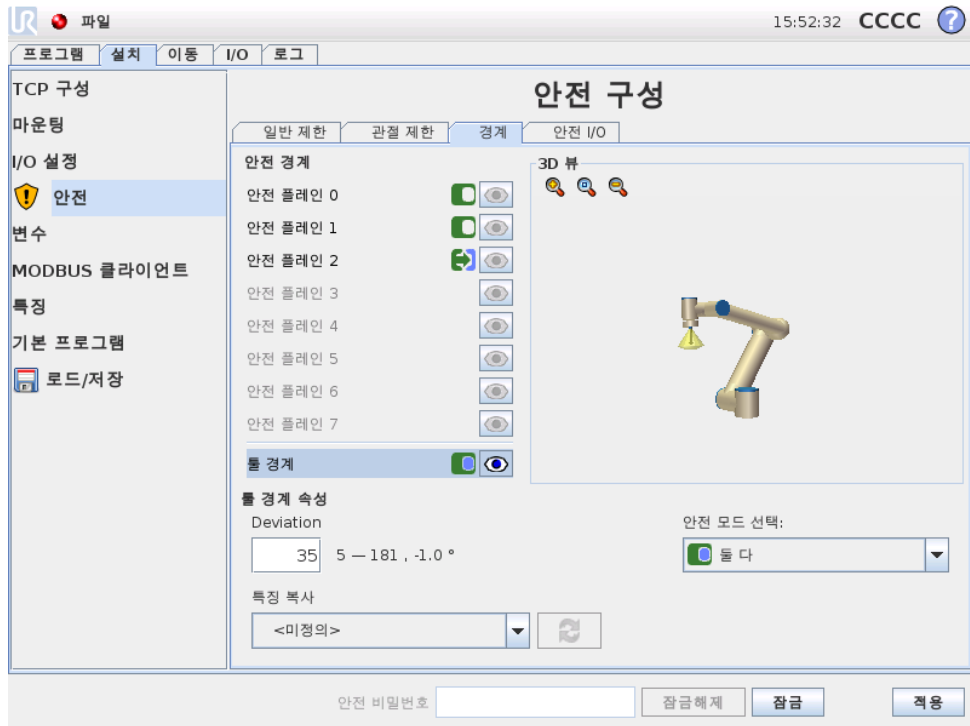 UR 파일 15:52:32 CCCC ?
프로그램 설치 이동 I/O 로그
TCP 구성
마운팅
I/O 설정
안전
변수
MODBUS 클라이언트
특징
기본 프로그램
로드/저장
안전 구성
일반 제한 관절 제한 경계 안전 I/O
안전 경계
안전 플레인 0
안전 플레인 1
안전 플레인 2
안전 플레인 3
안전 플레인 4
안전 플레인 5
안전 플레인 6
안전 플레인 7
툴 경계
3D 뷰
툴 경계 속성
Deviation
35 5 — 181 , -1.0 °
특징 복사
<미정의>
안전 모드 선택:
둘 다
안전 비밀번호 잠금해제 잠금 적용